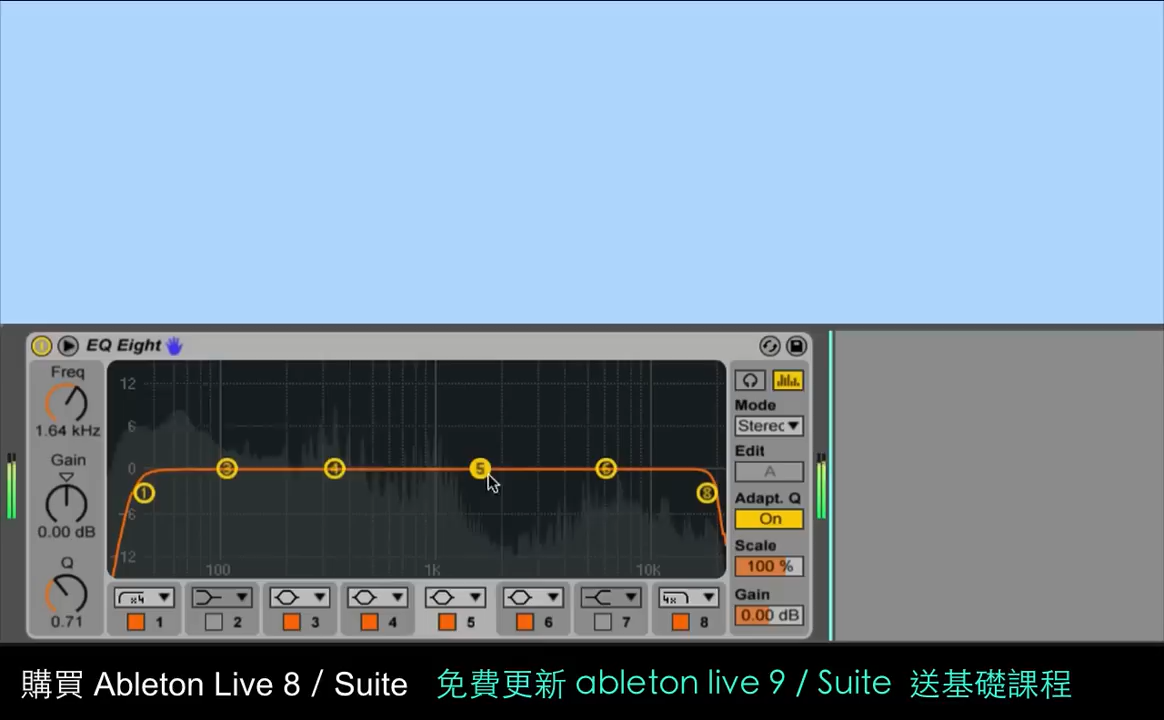 EQ Eight
Freq
1.64 kHz
Gain
0.00 dB
Q
0.71
12
6
0
-6
-12
100
1K
10K
1
3
4
5
6
8
x4
4x
1
2
3
4
5
6
7
8
Mode
Stereo
Edit
A
Adapt. Q
On
Scale
100 %
Gain
0.00 dB
購買 Ableton Live 8 / Suite 免費更新 ableton live 9 / Suite 送基礎課程